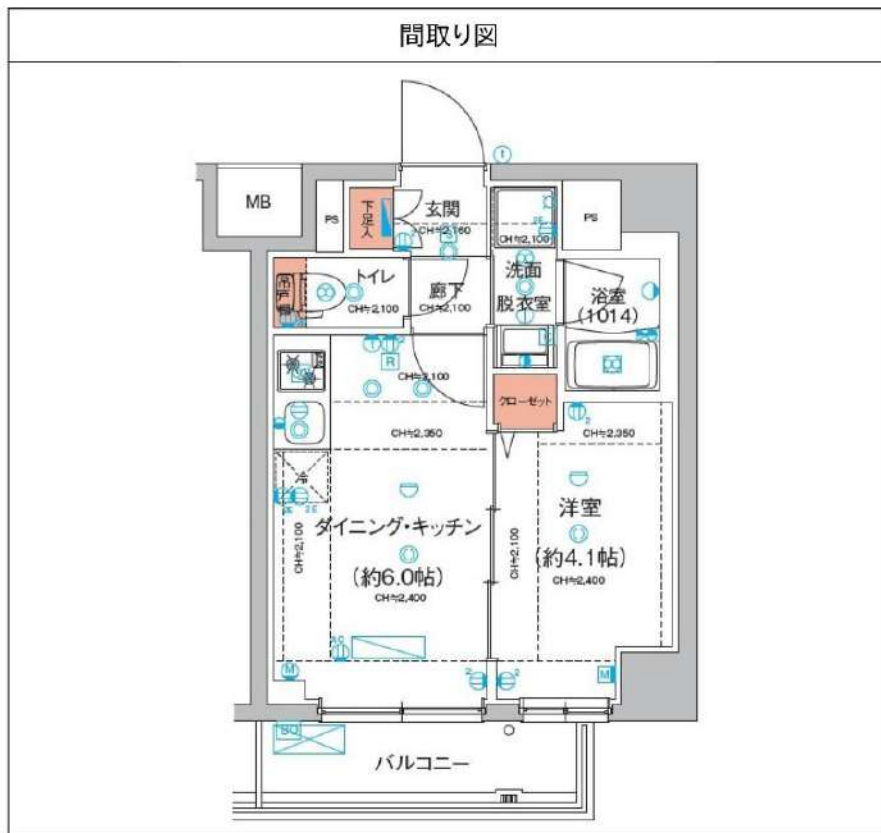 間取り図
MB
PS
下足入
玄関
CH≒2,160
CH≒2,100
PS
吊戸棚
トイレ
CH≒2,100
廊下
CH≒2,100
洗面
脱衣室
浴室
(1014)
R
CH≒2,100
クローゼット
CH≒2,350
CH≒2,350
冷
2E
CH≒2,100
ダイニング・キッチン
(約6.0帖)
CH≒2,400
洋室
(約4.1帖)
CH≒2,400
CH≒2,100
AC
M
2
2
M
バルコニー